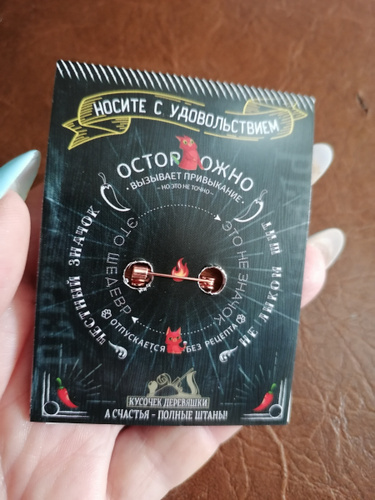 НОСИТЕ С УДОВОЛЬСТВИЕМ
ОСТОРОЖНО
• ВЫЗЫВАЕТ ПРИВЫКАНИЕ •
- НО ЭТО НЕ ТОЧНО -
ЧЕСТНЫЙ ЗНАЧОК
ЭТО ШЕДЕВР
ЭТО НЕ ЗНАЧОК
НЕ ЛЫКОМ ШИТ
ОТПУСКАЕТСЯ БЕЗ РЕЦЕПТА
КУСОЧЕК ДЕРЕВЯШКИ
А СЧАСТЬЯ - ПОЛНЫЕ ШТАНЫ!